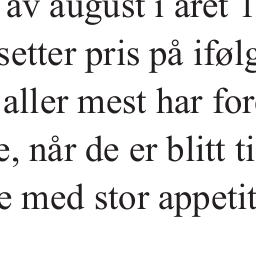 av august i året 1
setter pris på ifølg
aller mest har for
e, når de er blitt ti
e med stor appetit